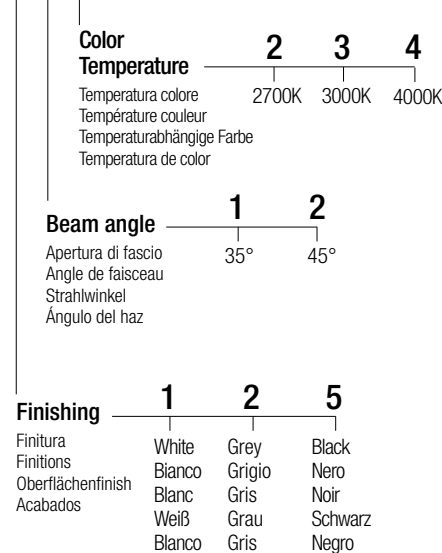 Color
Temperature
2 3 4
Temperatura colore
Température couleur
Temperaturabhängige Farbe
Temperatura de color
2700K 3000K 4000K
Beam angle
1 2
Apertura di fascio
Angle de faisceau
Strahlwinkel
Ángulo del haz
35° 45°
Finishing
1 2 5
Finitura
Finitions
Oberflächenfinish
Acabados
White Grey Black
Bianco Grigio Nero
Blanc Gris Noir
Weiß Grau Schwarz
Blanco Gris Negro